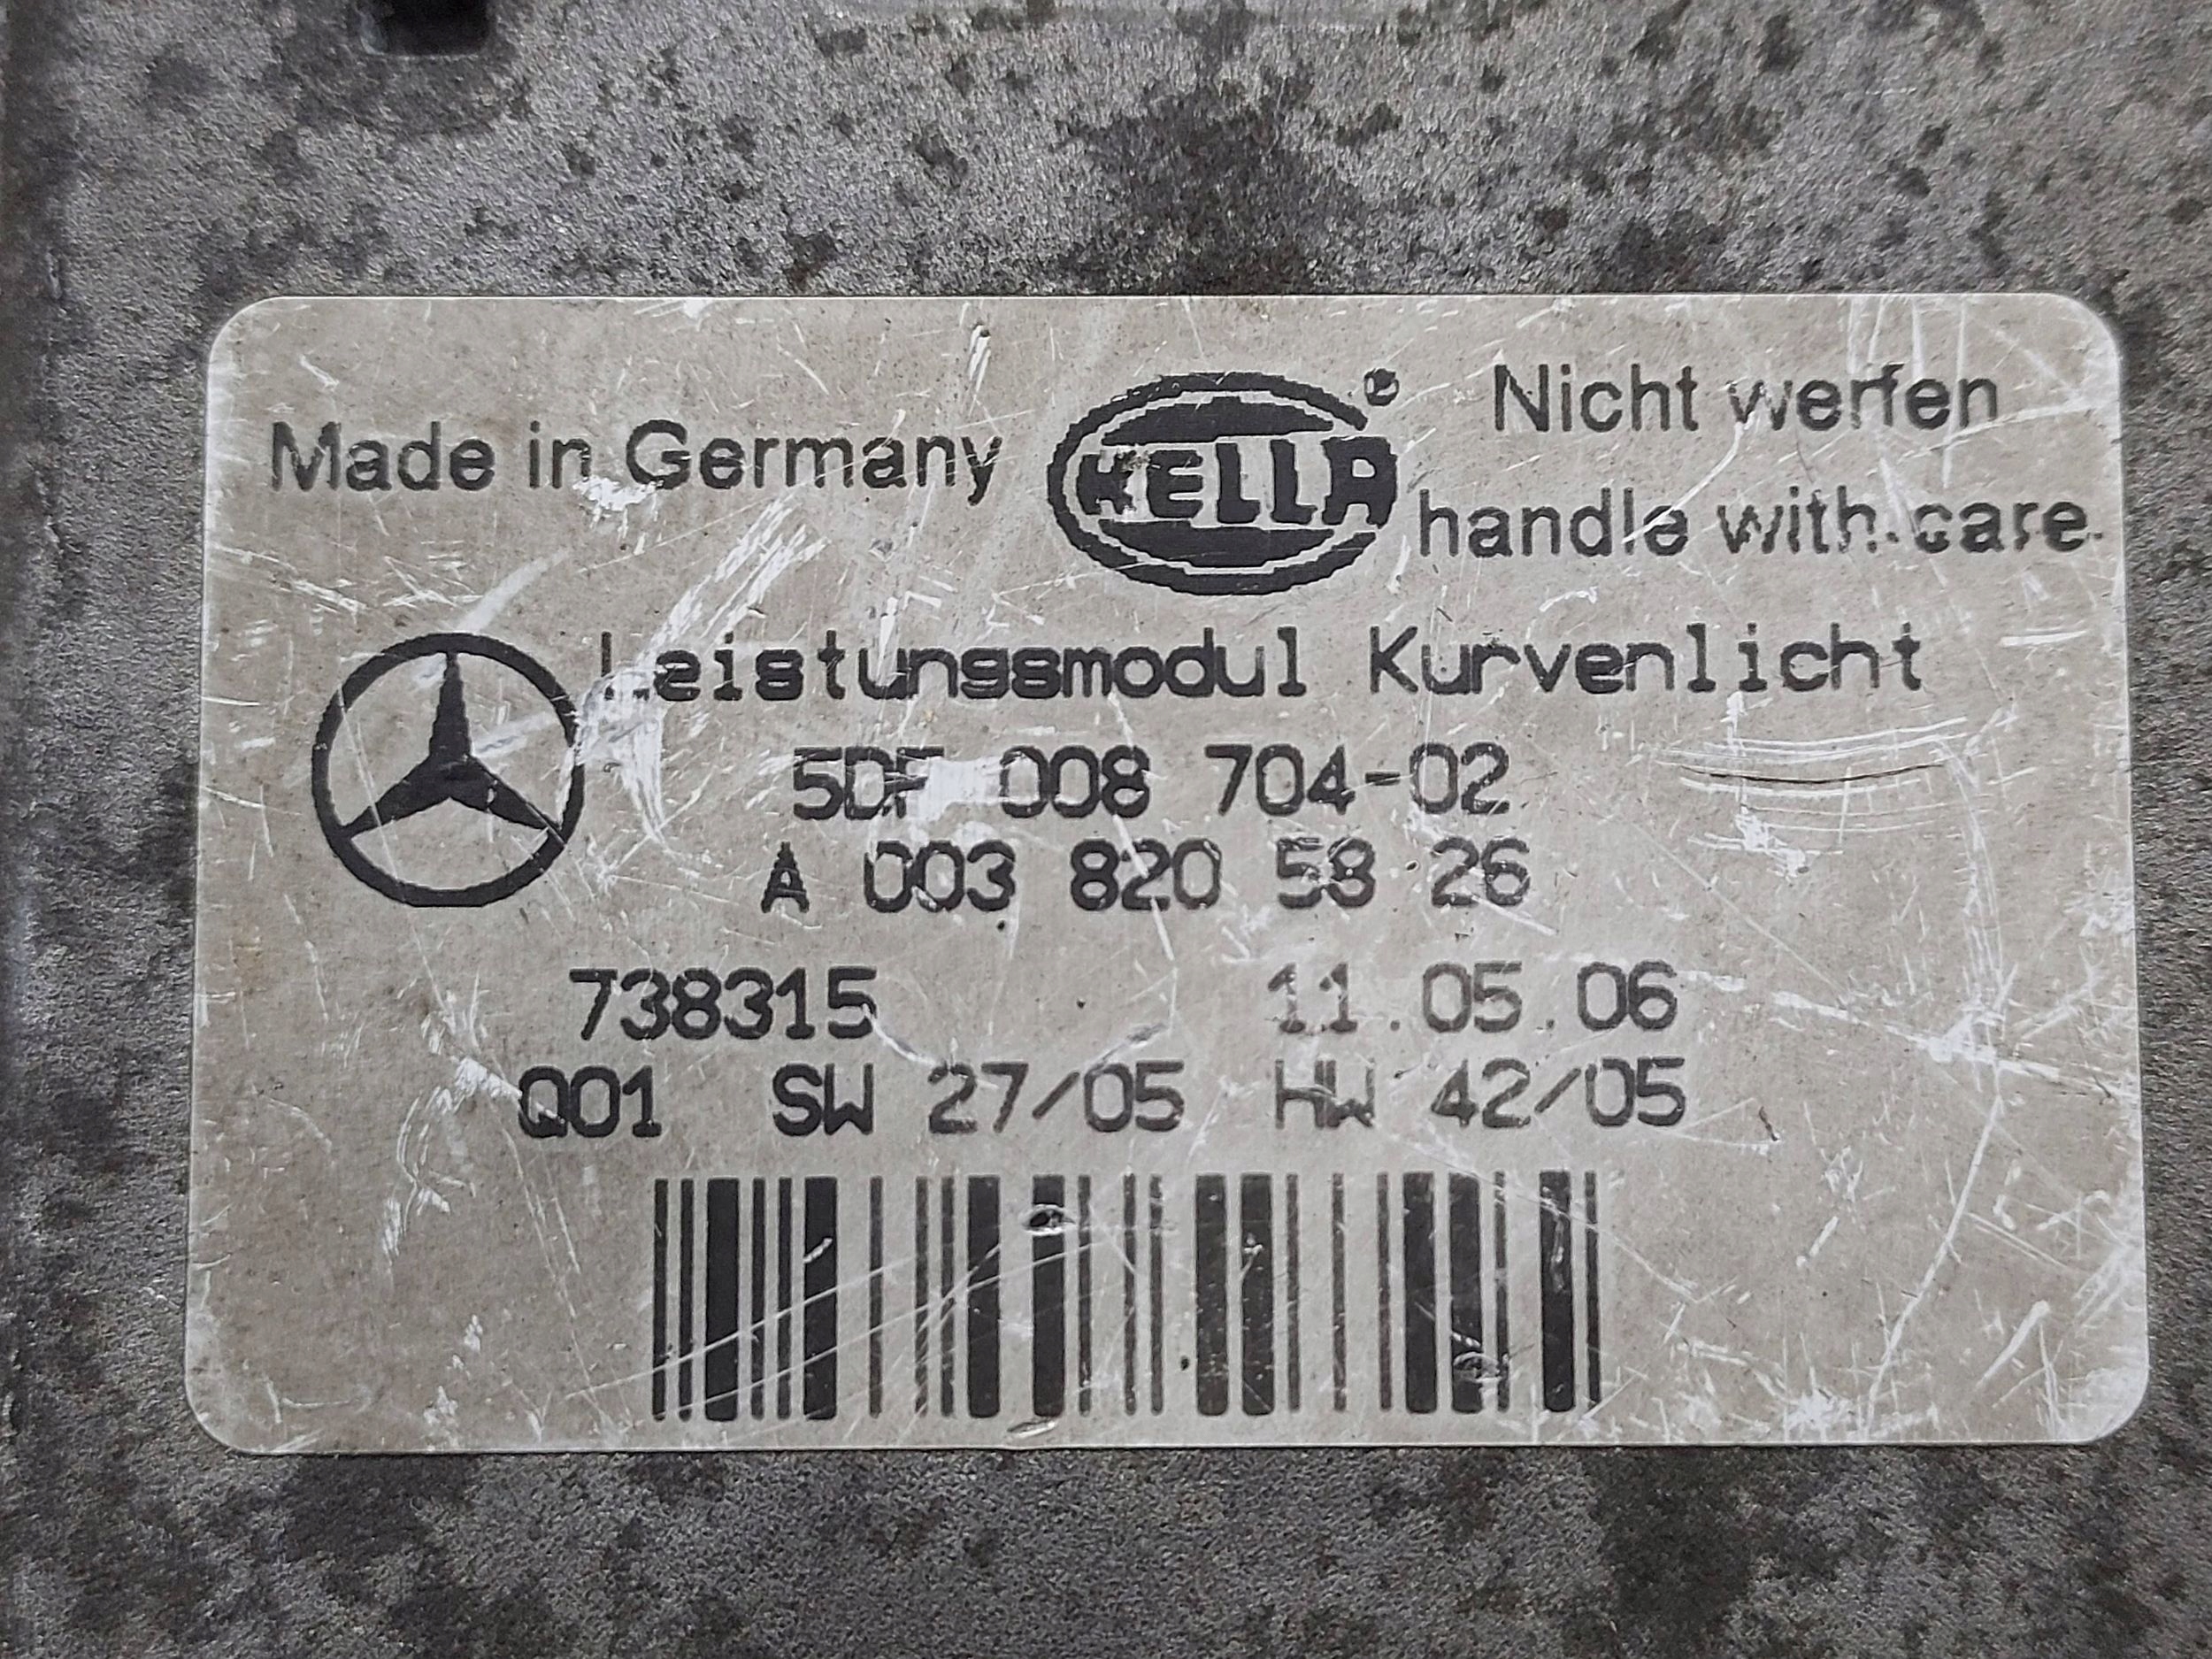 Made in Germany
HELLA
Nicht werfen
handle with care
Leistungsmodul Kurvenlicht
5DF 008 704-02
A 003 820 58 26
738315 11.05.06
Q01 SW 27/05 HW 42/05